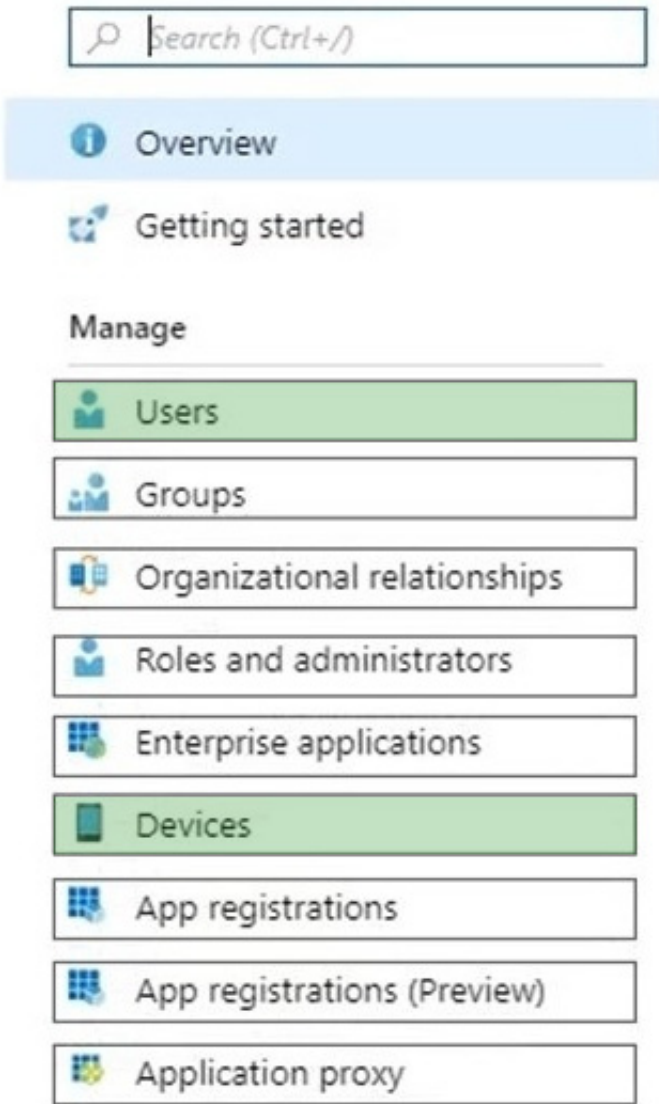 Search (Ctrl+/)
Overview
Getting started
Manage
Users
Groups
Organizational relationships
Roles and administrators
Enterprise applications
Devices
App registrations
App registrations (Preview)
Application proxy